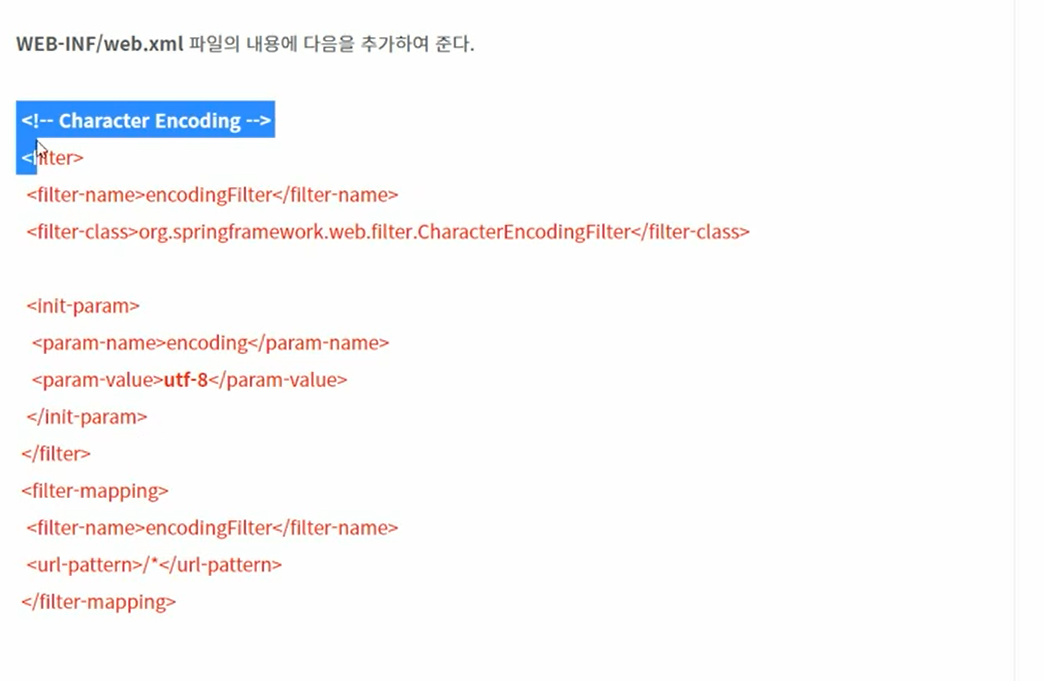 WEB-INF/web.xml 파일의 내용에 다음을 추가하여 준다.
<!-- Character Encoding -->
<filter>
<filter-name>encodingFilter</filter-name>
<filter-class>org.springframework.web.filter.CharacterEncodingFilter</filter-class>
<init-param>
<param-name>encoding</param-name>
<param-value>utf-8</param-value>
</init-param>
</filter>
<filter-mapping>
<filter-name>encodingFilter</filter-name>
<url-pattern>/*</url-pattern>
</filter-mapping>